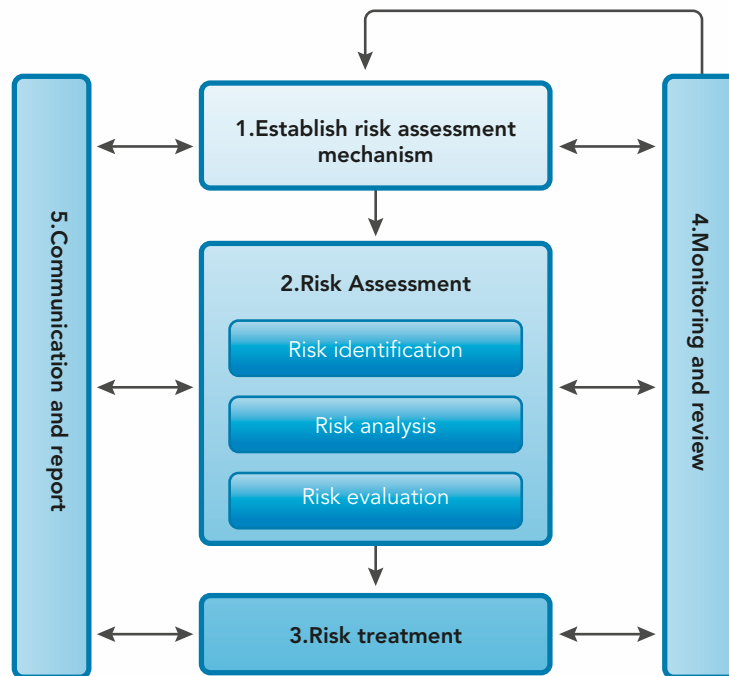 1.Establish risk assessment
mechanism
2.Risk Assessment
Risk identification
Risk analysis
Risk evaluation
3.Risk treatment
4.Monitoring and review
5.Communication and report